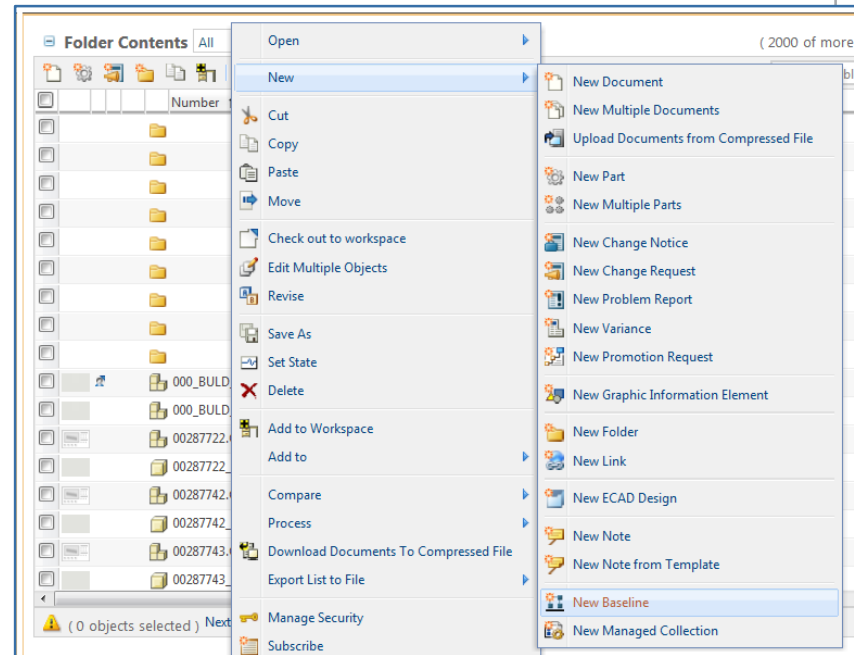 Folder Contents All
( 2000 of more
Number
000_BULD_
000_BULD_
00287722.
00287722_
00287742.
00287742_
00287743.
00287743_
( 0 objects selected ) Next
Open
New
Cut
Copy
Paste
Move
Check out to workspace
Edit Multiple Objects
Revise
Save As
Set State
Delete
Add to Workspace
Add to
Compare
Process
Download Documents To Compressed File
Export List to File
Manage Security
Subscribe
New Document
New Multiple Documents
Upload Documents from Compressed File
New Part
New Multiple Parts
New Change Notice
New Change Request
New Problem Report
New Variance
New Promotion Request
New Graphic Information Element
New Folder
New Link
New ECAD Design
New Note
New Note from Template
New Baseline
New Managed Collection